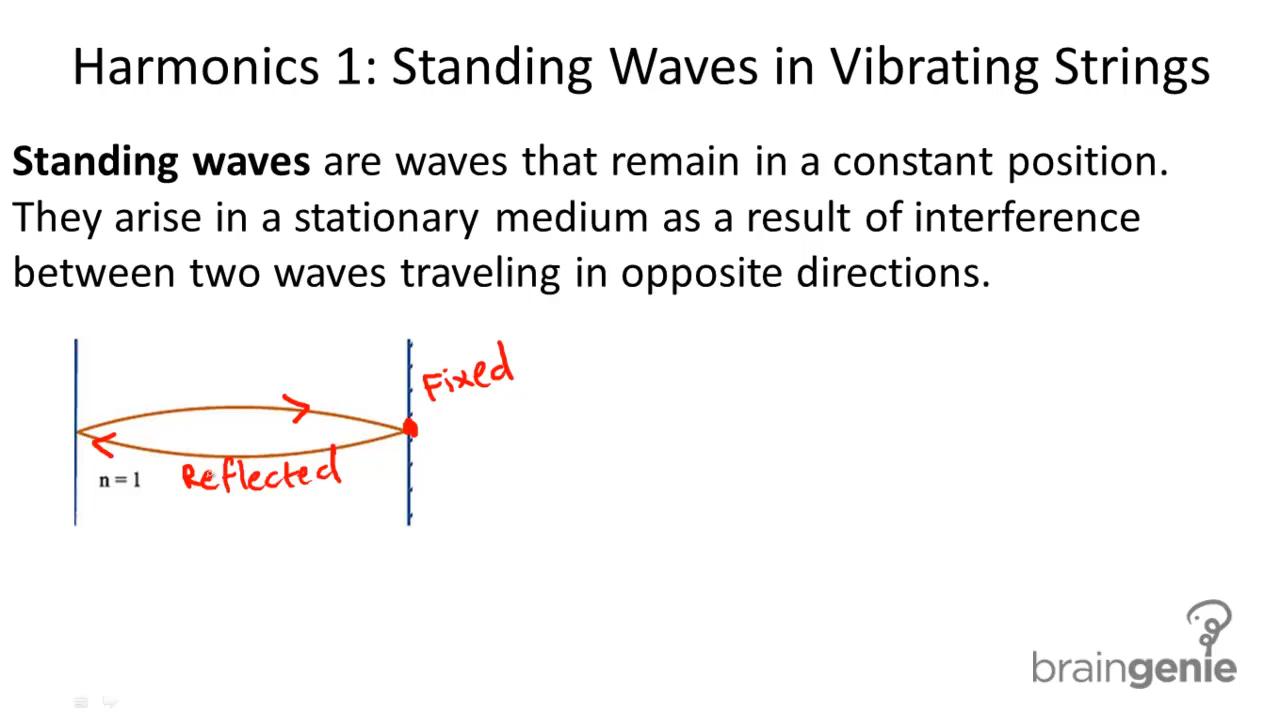 Harmonics 1: Standing Waves in Vibrating Strings
Standing waves are waves that remain in a constant position.
They arise in a stationary medium as a result of interference
between two waves traveling in opposite directions.
Fixed
Reflected
n = 1
braingenie